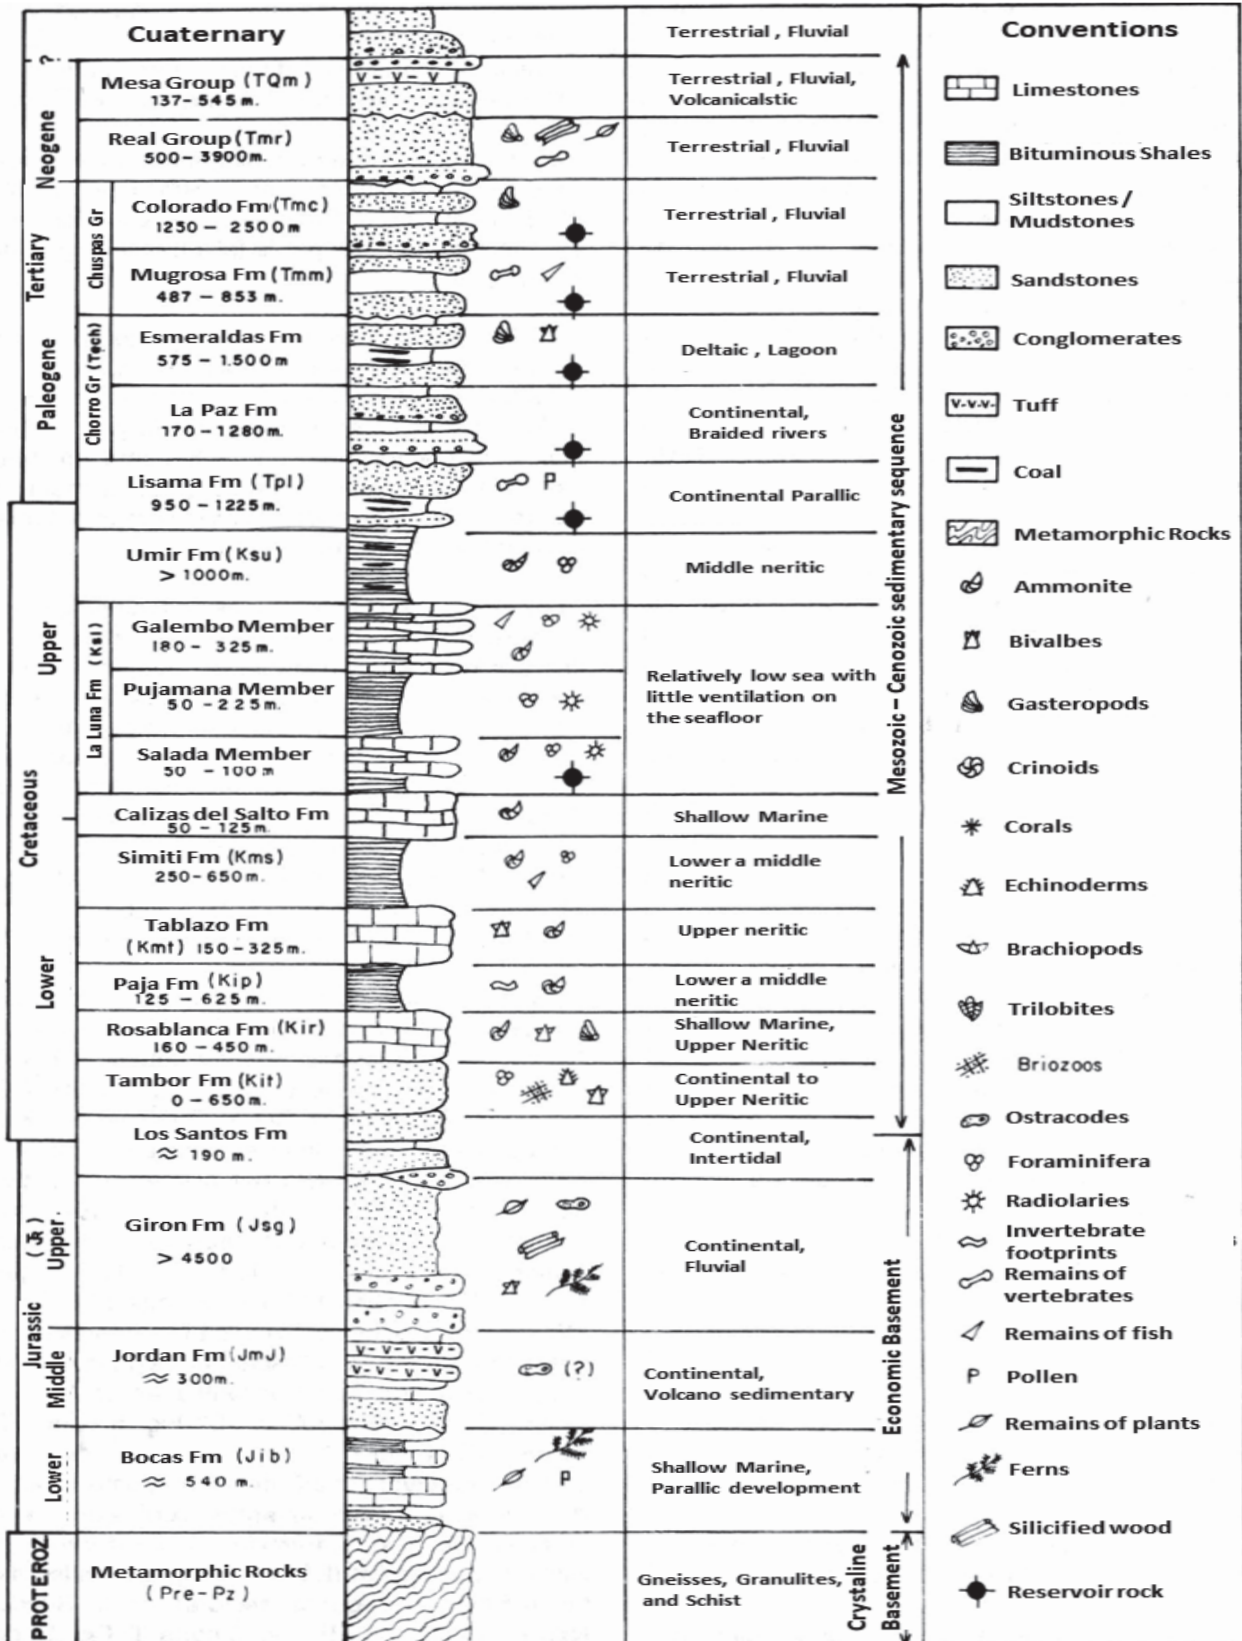 Cuaternary
Terrestrial , Fluvial
Conventions
?
Neogene
Tertiary
Paleogene
Mesa Group (TQm)
137-545m.
V - V - V
Terrestrial , Fluvial,
Volcanicalstic
Real Group (Tmr)
500-3900m.
Terrestrial , Fluvial
Chuspas Gr
Colorado Fm (Tmc)
1250 - 2500m
Terrestrial , Fluvial
Mugrosa Fm (Tmm)
487 - 853 m.
Terrestrial , Fluvial
Chorro Gr (Tpch)
Esmeraldas Fm
575 - 1.500m
Deltaic , Lagoon
La Paz Fm
170-1280m.
Continental,
Braided rivers
Lisama Fm (Tpl)
950-1225m.
P
Continental Parallic
Cretaceous
Upper
Umir Fm (Ksu)
> 1000m.
Middle neritic
La Luna Fm (Ksl)
Galembo Member
180- 325m.
Pujamana Member
50 -225m.
Salada Member
50 - 100m
Relatively low sea with
little ventilation on
the seafloor
Calizas del Salto Fm
50 - 125m.
Shallow Marine
Lower
Simiti Fm (Kms)
250-650m.
Lower a middle
neritic
Tablazo Fm
(Kmt) 150-325m.
Upper neritic
Paja Fm (Kip)
125 - 625m.
Lower a middle
neritic
Rosablanca Fm (Kir)
160-450m.
Shallow Marine,
Upper Neritic
Tambor Fm (Kit)
0-650m.
Continental to
Upper Neritic
Los Santos Fm
≈ 190 m.
Continental,
Intertidal
Jurassic
(JR)
Upper.
Giron Fm (Jsg)
> 4500
Continental,
Fluvial
Middle
Jordan Fm (JmJ)
≈ 300m.
V - V - V - V -
V - V - V - V -
(?)
Continental,
Volcano sedimentary
Lower
Bocas Fm (Jib)
≈ 540 m.
P
Shallow Marine,
Parallic development
PROTEROZ
Metamorphic Rocks
(Pre-Pz)
Gneisses, Granulites,
and Schist
Mesozoic – Cenozoic sedimentary sequence
Economic Basement
Crystaline
Basement
Limestones
Bituminous Shales
Siltstones /
Mudstones
Sandstones
Conglomerates
V-V-V-
Tuff
Coal
Metamorphic Rocks
Ammonite
Bivalbes
Gasteropods
Crinoids
Corals
Echinoderms
Brachiopods
Trilobites
Briozoos
Ostracodes
Foraminifera
Radiolaries
Invertebrate
footprints
Remains of
vertebrates
Remains of fish
P
Pollen
Remains of plants
Ferns
Silicified wood
Reservoir rock